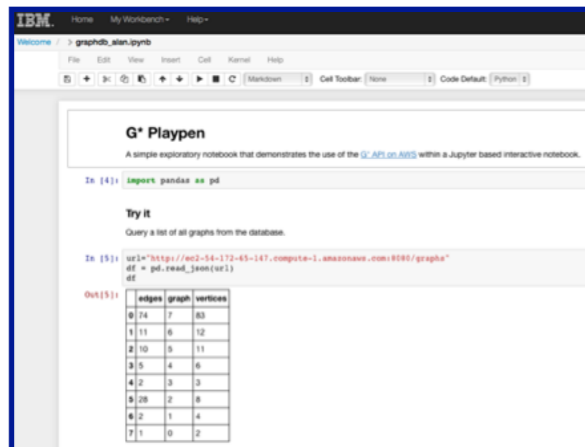 IBM. Home My Workbench Help
Welcome / > graphdb_alan.ipynb
File Edit View Insert Cell Kernel Help
Markdown Cell Toolbar: None Code Default: Python
G* Playpen
A simple exploratory notebook that demonstrates the use of the G* API on AWS within a Jupyter based interactive notebook.
In [4]: import pandas as pd
Try it
Query a list of all graphs from the database.
In [5]: url="http://ec2-54-172-65-147.compute-1.amazonaws.com:8080/graphs"
df = pd.read_json(url)
df
Out[5]:
edges graph vertices
0 74 7 83
1 11 6 12
2 10 5 11
3 5 4 6
4 2 3 3
5 28 2 8
6 2 1 4
7 1 0 2